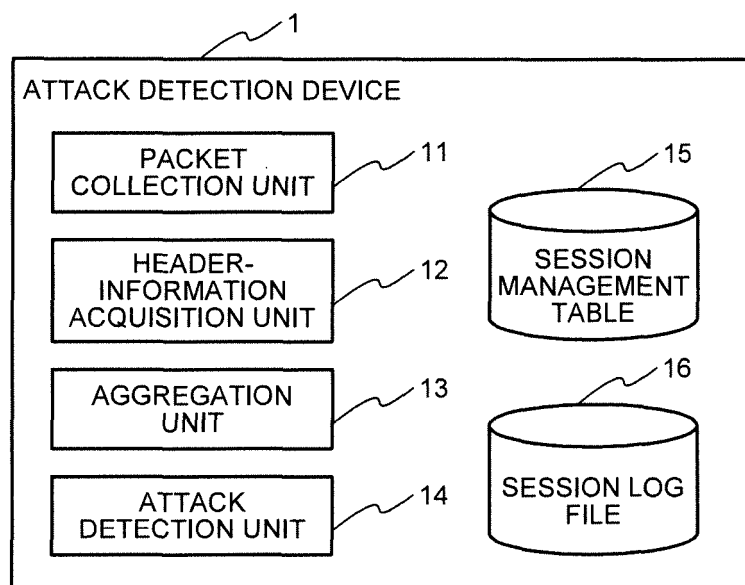 1
ATTACK DETECTION DEVICE
PACKET
COLLECTION UNIT
11
HEADER-
INFORMATION
ACQUISITION UNIT
12
AGGREGATION
UNIT
13
ATTACK
DETECTION UNIT
14
15
SESSION
MANAGEMENT
TABLE
16
SESSION LOG
FILE